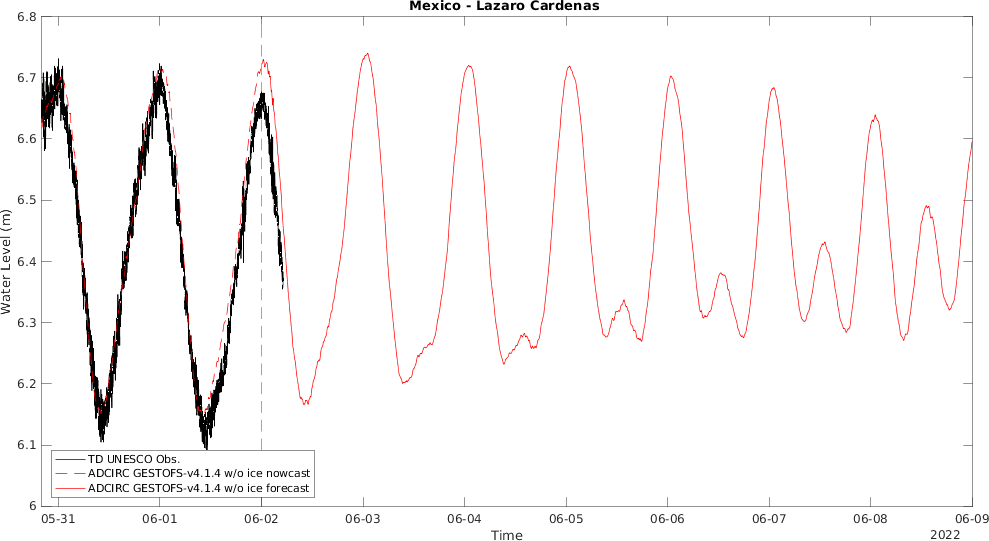 Mexico - Lazaro Cardenas
6.8
6.7
6.6
6.5
6.4
6.3
6.2
6.1
6
Water Level (m)
TD UNESCO Obs.
ADCIRC GESTOFS-v4.1.4 w/o ice nowcast
ADCIRC GESTOFS-v4.1.4 w/o ice forecast
05-31 06-01 06-02 06-03 06-04 06-05 06-06 06-07 06-08 06-09
Time
2022